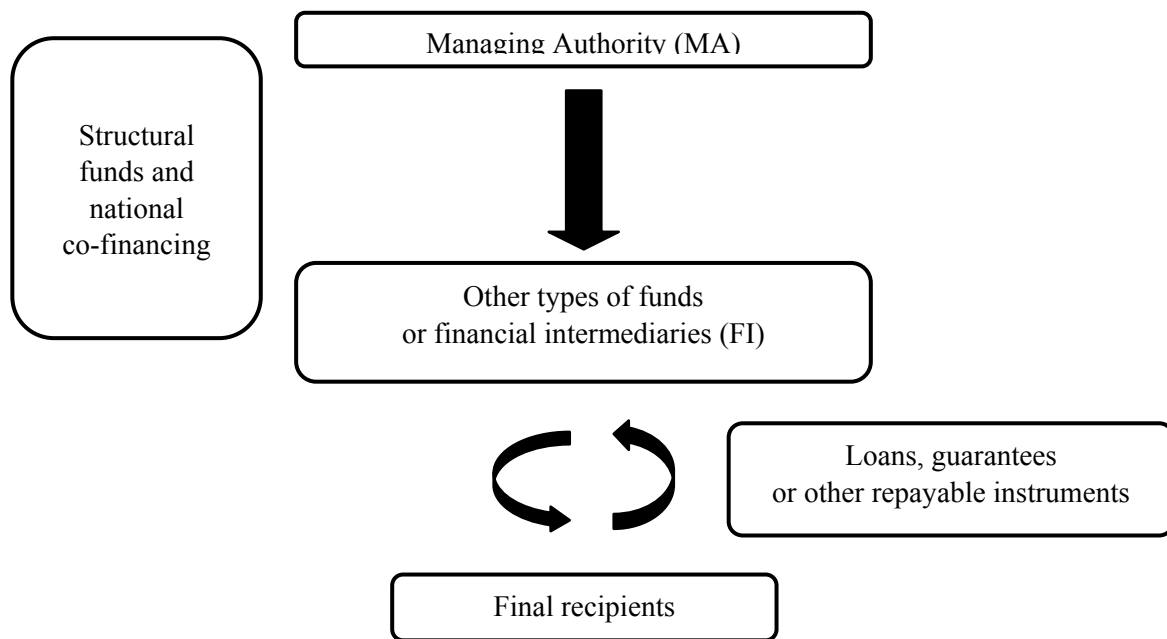 Managing Authority (MA)
Structural
funds and
national
co-financing
Other types of funds
or financial intermediaries (FI)
Loans, guarantees
or other repayable instruments
Final recipients